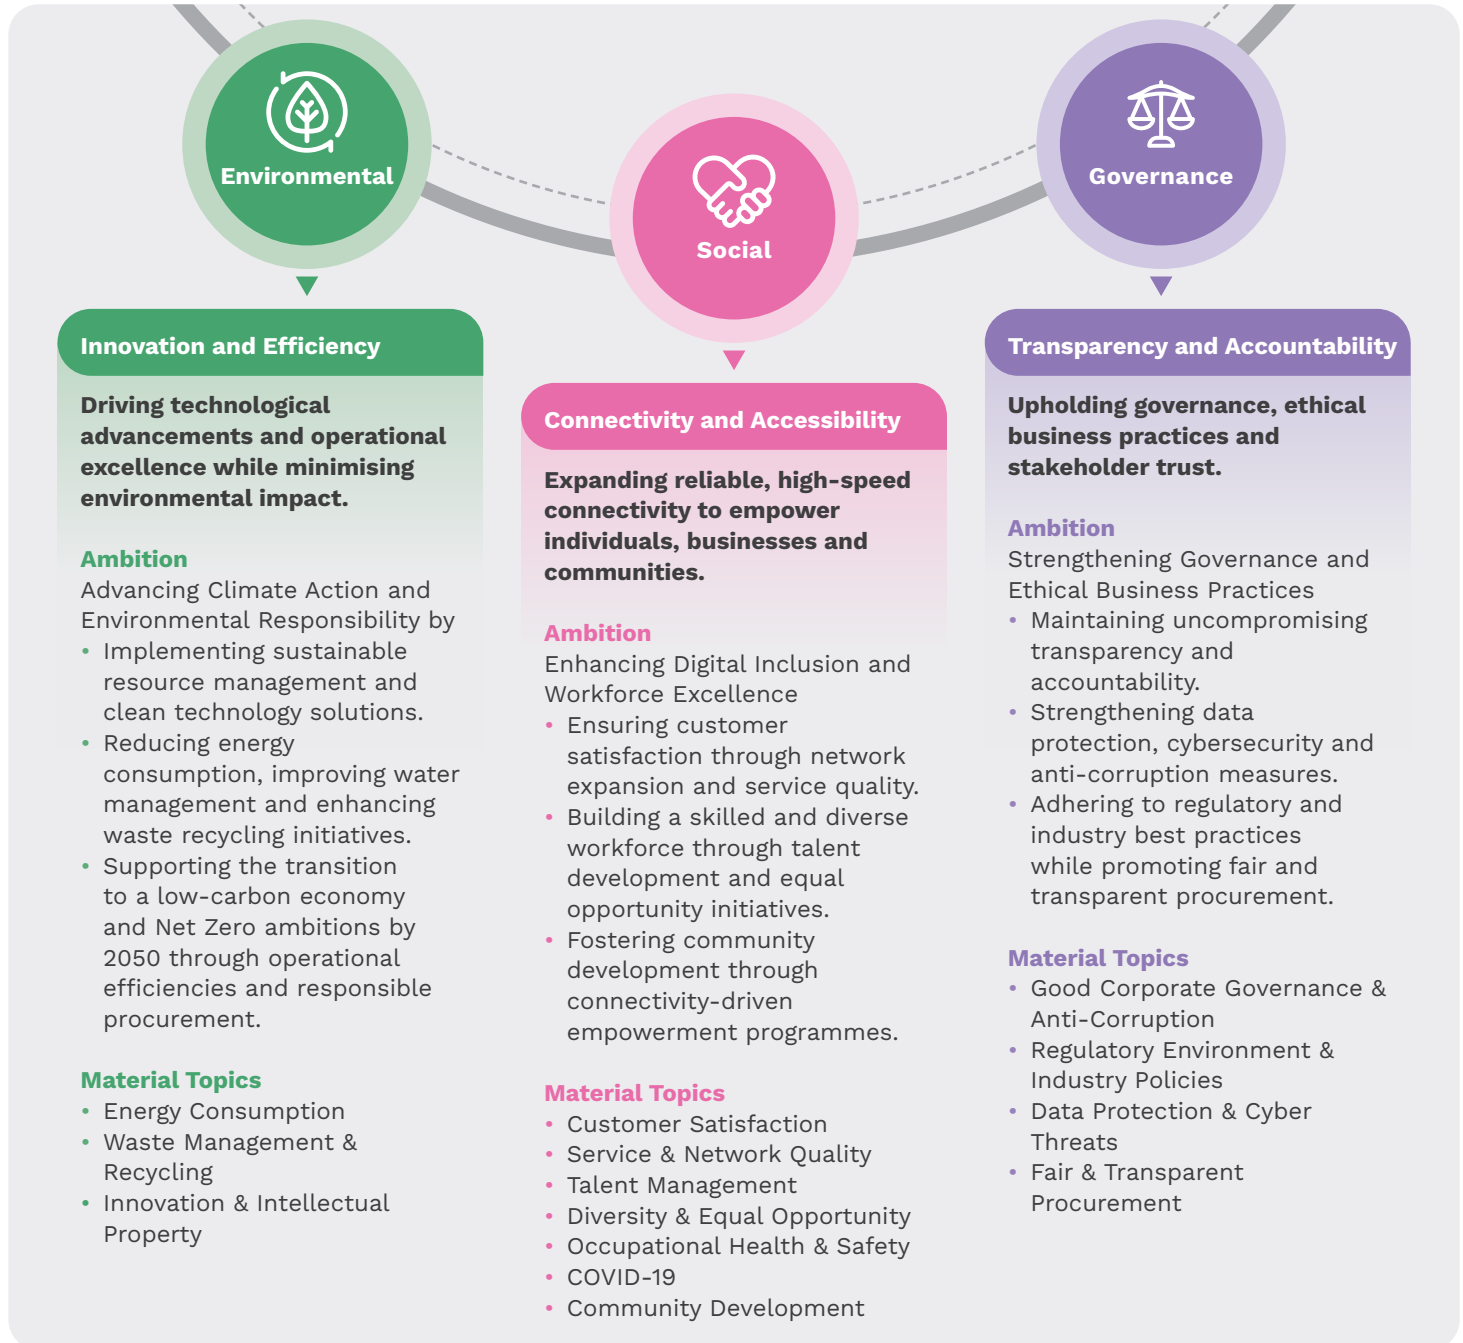 Environmental
Social
Governance
Innovation and Efficiency
Driving technological
advancements and operational
excellence while minimising
environmental impact.
Ambition
Advancing Climate Action and
Environmental Responsibility by
• Implementing sustainable
resource management and
clean technology solutions.
• Reducing energy
consumption, improving water
management and enhancing
waste recycling initiatives.
• Supporting the transition
to a low-carbon economy
and Net Zero ambitions by
2050 through operational
efficiencies and responsible
procurement.
Material Topics
• Energy Consumption
• Waste Management &
Recycling
• Innovation & Intellectual
Property
Connectivity and Accessibility
Expanding reliable, high-speed
connectivity to empower
individuals, businesses and
communities.
Ambition
Enhancing Digital Inclusion and
Workforce Excellence
• Ensuring customer
satisfaction through network
expansion and service quality.
• Building a skilled and diverse
workforce through talent
development and equal
opportunity initiatives.
• Fostering community
development through
connectivity-driven
empowerment programmes.
Material Topics
• Customer Satisfaction
• Service & Network Quality
• Talent Management
• Diversity & Equal Opportunity
• Occupational Health & Safety
• COVID-19
• Community Development
Transparency and Accountability
Upholding governance, ethical
business practices and
stakeholder trust.
Ambition
Strengthening Governance and
Ethical Business Practices
• Maintaining uncompromising
transparency and
accountability.
• Strengthening data
protection, cybersecurity and
anti-corruption measures.
• Adhering to regulatory and
industry best practices
while promoting fair and
transparent procurement.
Material Topics
• Good Corporate Governance &
Anti-Corruption
• Regulatory Environment &
Industry Policies
• Data Protection & Cyber
Threats
• Fair & Transparent
Procurement